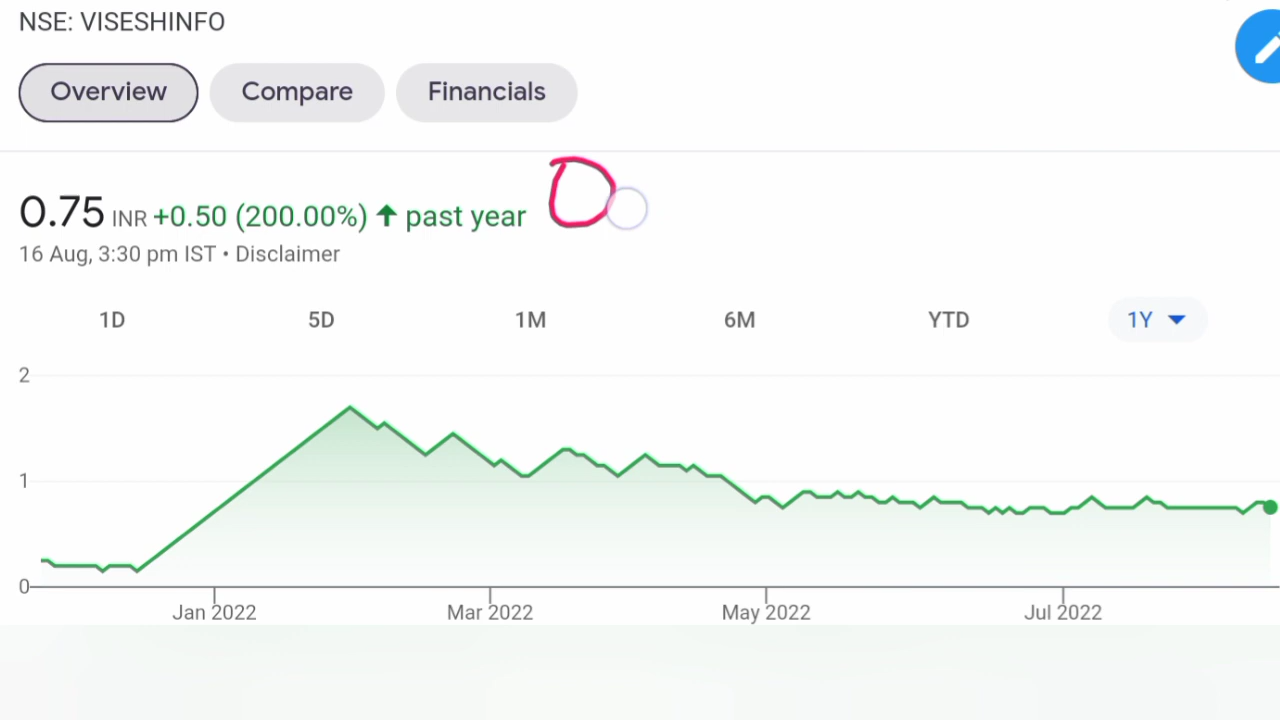 NSE: VISESHINFO
Overview Compare Financials
0.75 INR +0.50 (200.00%) ↑ past year
16 Aug, 3:30 pm IST • Disclaimer
1D 5D 1M 6M YTD 1Y
2
1
0
Jan 2022 Mar 2022 May 2022 Jul 2022